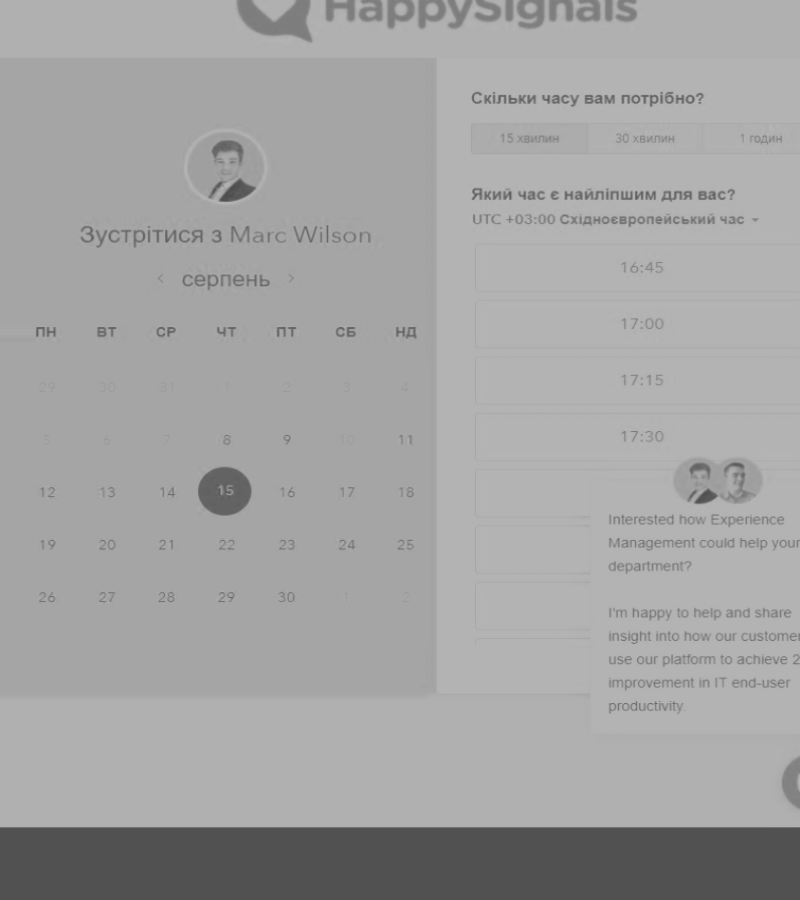 HappySignals
Зустрітися з Marc Wilson
‹ серпень ›
ПН ВТ СР ЧТ ПТ СБ НД
29 30 31 1 2 3 4
5 6 7 8 9 10 11
12 13 14 15 16 17 18
19 20 21 22 23 24 25
26 27 28 29 30 1 2
Скільки часу вам потрібно?
15 хвилин 30 хвилин 1 годин
Який час є найліпшим для вас?
UTC +03:00 Східноєвропейський час
16:45
17:00
17:15
17:30
Interested how Experience
Management could help your
department?
I'm happy to help and share
insight into how our customer
use our platform to achieve 2
improvement in IT end-user
productivity.